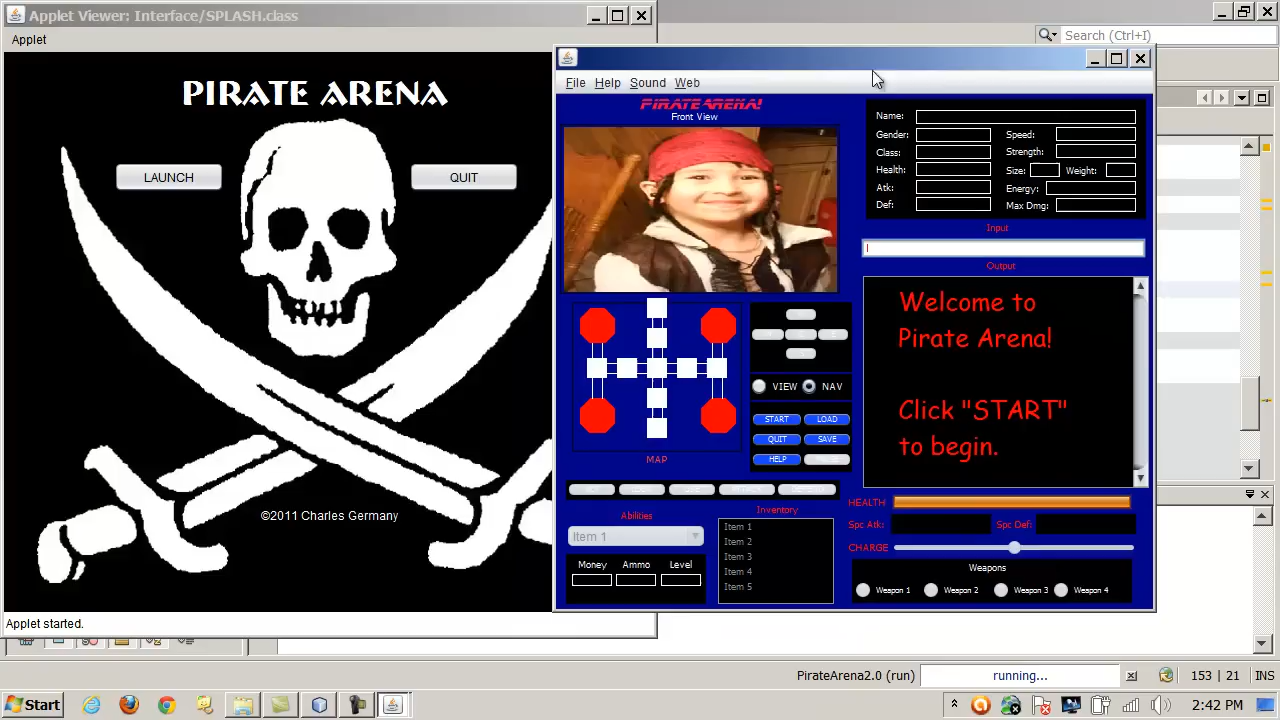 Applet Viewer: Interface/SPLASH.class
Applet
PIRATE ARENA
LAUNCH
QUIT
©2011 Charles Germany
Applet started.
Search (Ctrl+I)
File Help Sound Web
PIRATE ARENA!
Front View
Name:
Gender:
Speed:
Class:
Strength:
Health:
Size:
Weight:
Atk:
Energy:
Def:
Max Dmg:
Input
Output
Welcome to
Pirate Arena!
Click "START"
to begin.
VIEW
NAV
START
LOAD
QUIT
SAVE
HELP
MAP
HEALTH
Spc Atk:
Spc Def:
CHARGE
Abilities
Item 1
Money
Ammo
Level
Inventory
Item 1
Item 2
Item 3
Item 4
Item 5
Weapons
Weapon 1
Weapon 2
Weapon 3
Weapon 4
PirateArena2.0 (run)
running...
153 | 21
INS
Start
2:42 PM